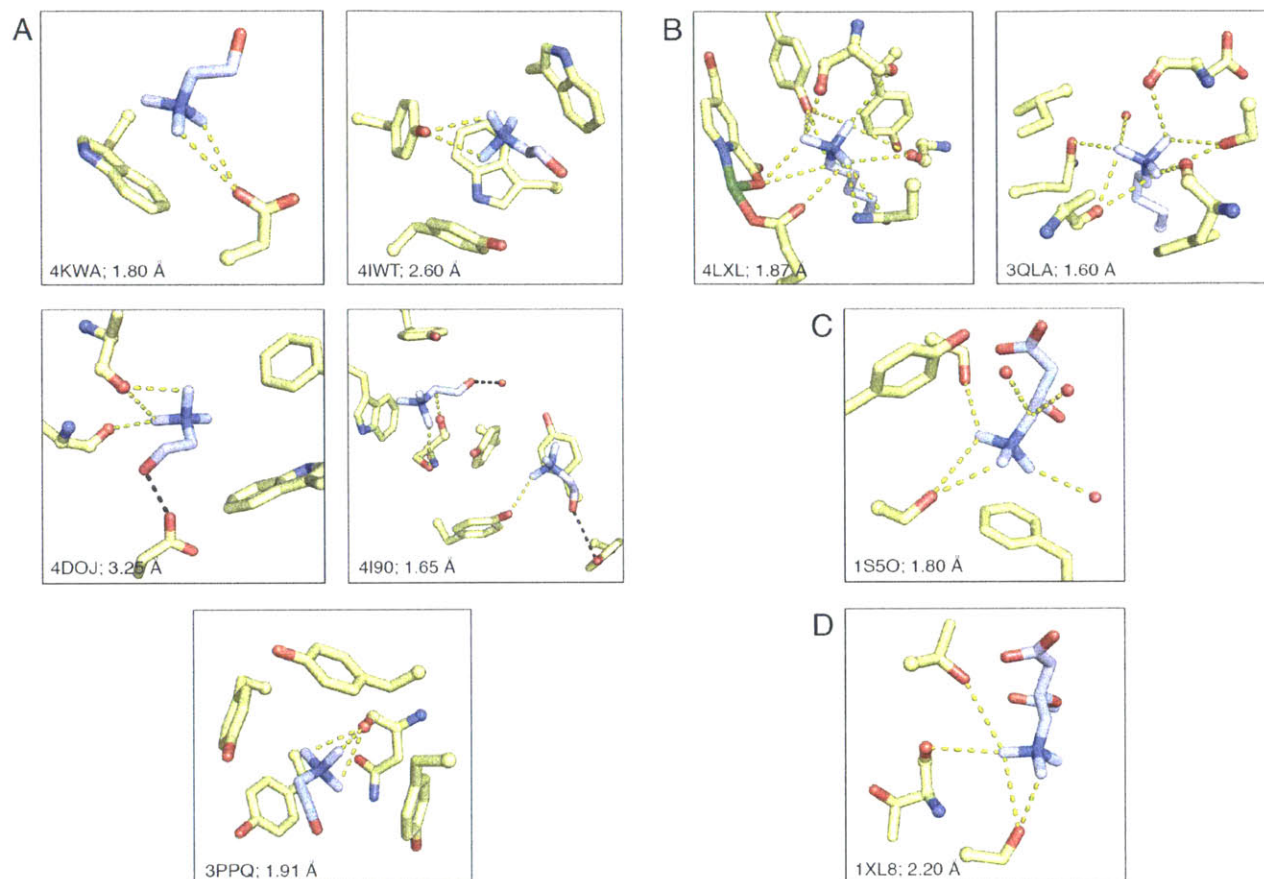 A
4KWA; 1.80 Å
4IWT; 2.60 Å
4DOJ; 3.25 Å
4I90; 1.65 Å
3PPQ; 1.91 Å
B
4LXL; 1.87 Å
3QLA; 1.60 Å
C
1S5O; 1.80 Å
D
1XL8; 2.20 Å